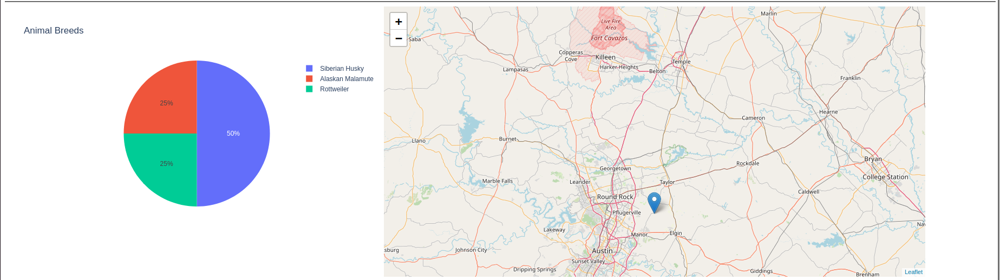 Animal Breeds
Siberian Husky
Alaskan Malamute
Rottweiler
25%
50%
25%
+
−
Saba
Live Fire
Area
Fort Cavazos
Marlin
Copperas
Cove
Killeen
Harker Heights
Belton
Temple
Lampasas
Franklin
Hearne
Cameron
Llano
Burnet
Bryan
Rockdale
Georgetown
College Station
Marble Falls
Leander
Taylor
Caldwell
Round Rock
Pflugerville
Nav
Lakeway
Manor
Elgin
sburg
Johnson City
Austin
Sunset Valley
Dripping Springs
Giddings
Brenham
Leaflet